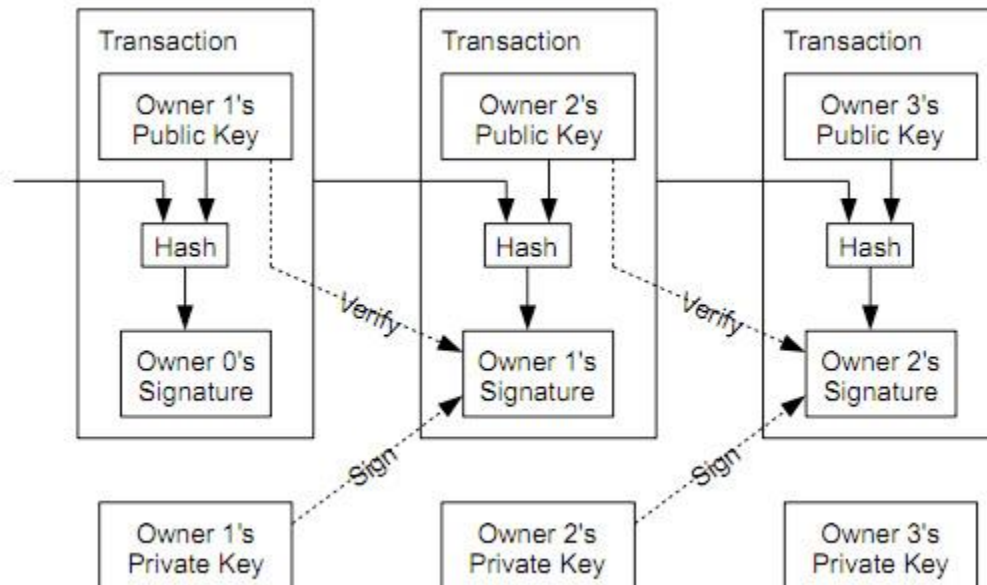 Transaction
Owner 1's
Public Key
Hash
Owner 0's
Signature
Transaction
Owner 2's
Public Key
Hash
Verify
Owner 1's
Signature
Transaction
Owner 3's
Public Key
Hash
Verify
Owner 2's
Signature
Owner 1's
Private Key
Sign
Owner 2's
Private Key
Sign
Owner 3's
Private Key